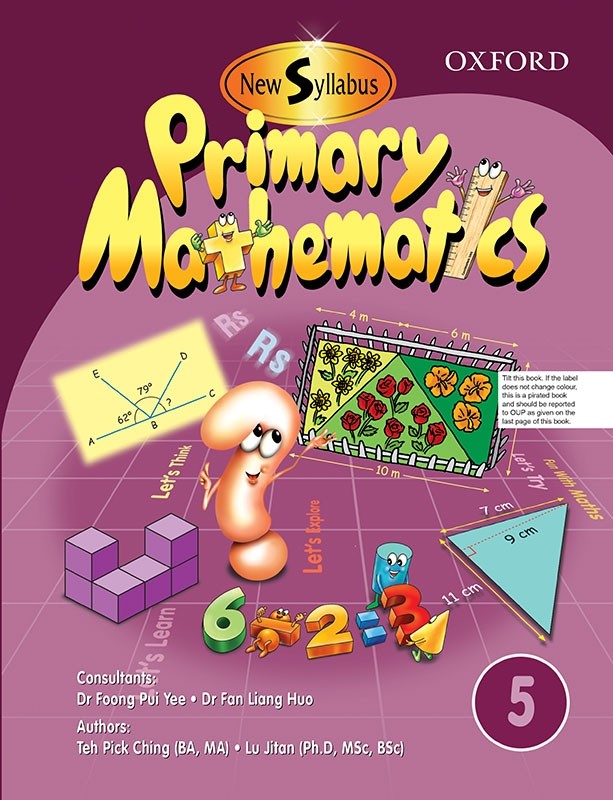 OXFORD
New Syllabus
Primary
Mathematics
Rs
Rs
4 m
6 m
10 m
E
D
79°
62°
?
C
B
A
Tilt this book. If the label
does not change colour,
this is a pirated book
and should be reported
to OUP as given on the
last page of this book.
Let's Think
Let's Explore
Let's Try
Fun With Maths
7 cm
9 cm
11 cm
6 ÷ 2 = 3
Let's Learn
Consultants:
Dr Foong Pui Yee • Dr Fan Liang Huo
Authors:
Teh Pick Ching (BA, MA) • Lu Jitan (Ph.D, MSc, BSc)
5